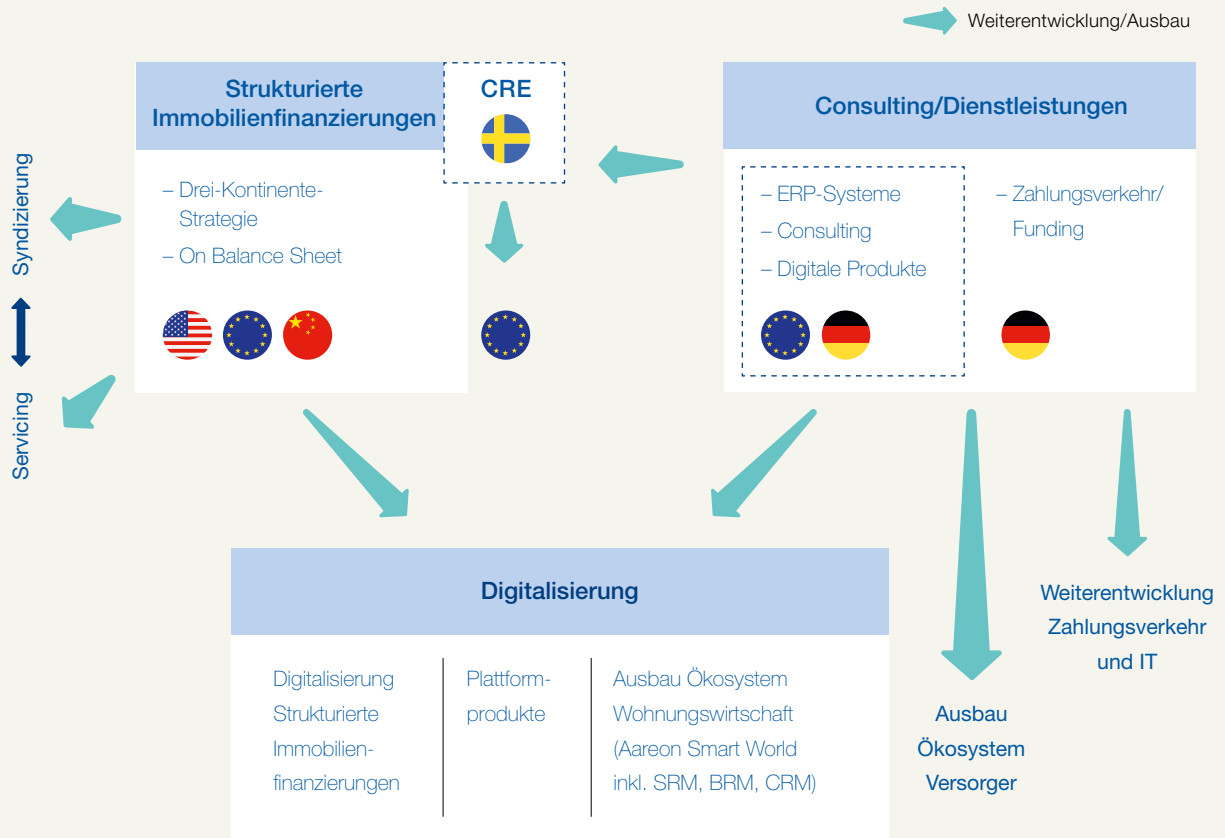 Weiterentwicklung/Ausbau
Strukturierte
Immobilienfinanzierungen
CRE
Consulting/Dienstleistungen
Syndizierung
Servicing
– Drei-Kontinente-
Strategie
– On Balance Sheet
– ERP-Systeme
– Consulting
– Digitale Produkte
– Zahlungsverkehr/
Funding
Digitalisierung
Digitalisierung
Strukturierte
Immobilien-
finanzierungen
Plattform-
produkte
Ausbau Ökosystem
Wohnungswirtschaft
(Aareon Smart World
inkl. SRM, BRM, CRM)
Ausbau
Ökosystem
Versorger
Weiterentwicklung
Zahlungsverkehr
und IT